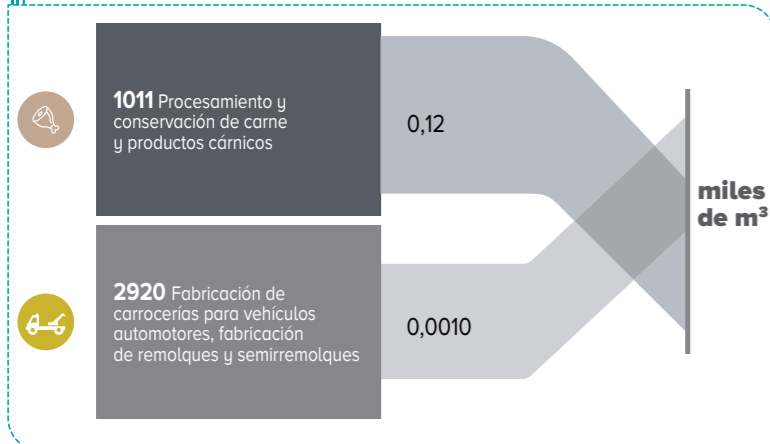 1011 Procesamiento y
conservación de carne
y productos cárnicos
0,12
miles
de m³
2920 Fabricación de
carrocerías para vehículos
automotores, fabricación
de remolques y semirremolques
0,0010